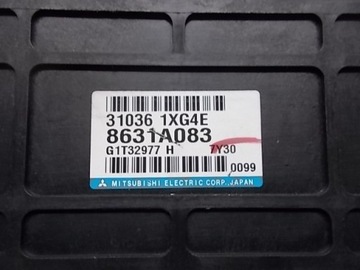 31036 1XG4E
8631A083
G1T32977 H 7Y30
0099
MITSUBISHI ELECTRIC CORP., JAPAN